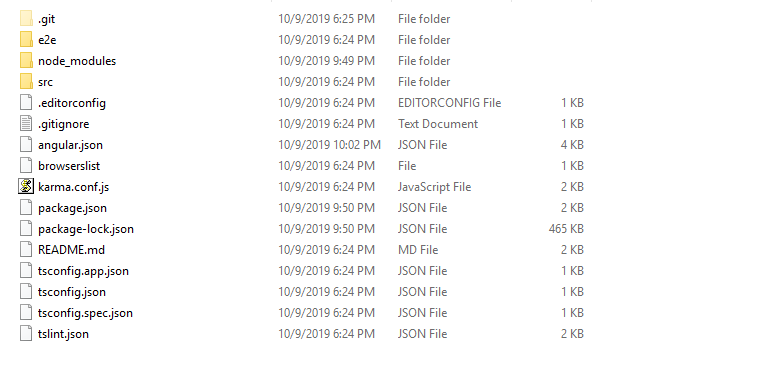 .git 10/9/2019 6:25 PM File folder
e2e 10/9/2019 6:24 PM File folder
node_modules 10/9/2019 9:49 PM File folder
src 10/9/2019 6:24 PM File folder
.editorconfig 10/9/2019 6:24 PM EDITORCONFIG File 1 KB
.gitignore 10/9/2019 6:24 PM Text Document 1 KB
angular.json 10/9/2019 10:02 PM JSON File 4 KB
browserslist 10/9/2019 6:24 PM File 1 KB
karma.conf.js 10/9/2019 6:24 PM JavaScript File 2 KB
package.json 10/9/2019 9:50 PM JSON File 2 KB
package-lock.json 10/9/2019 9:50 PM JSON File 465 KB
README.md 10/9/2019 6:24 PM MD File 2 KB
tsconfig.app.json 10/9/2019 6:24 PM JSON File 1 KB
tsconfig.json 10/9/2019 6:24 PM JSON File 1 KB
tsconfig.spec.json 10/9/2019 6:24 PM JSON File 1 KB
tslint.json 10/9/2019 6:24 PM JSON File 2 KB